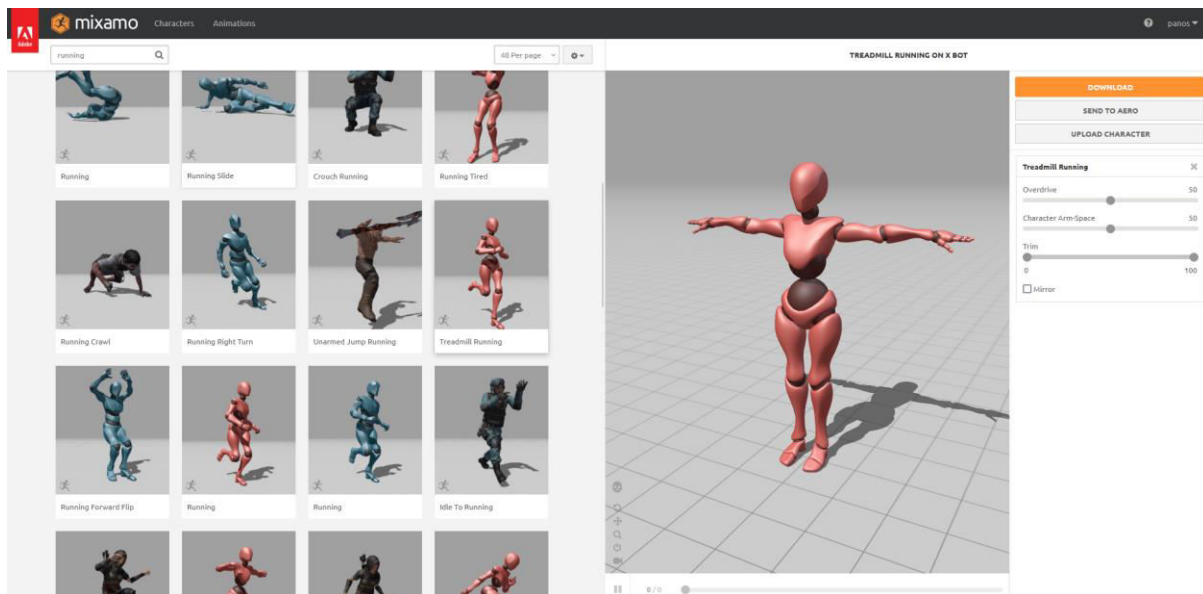 Adobe
mixamo Characters Animations panos
running 48 Per page TREADMILL RUNNING ON X BOT
DOWNLOAD
SEND TO AERO
UPLOAD CHARACTER
Running Running Slide Crouch Running Running Tired
Treadmill Running
Overdrive 50
Character Arm-Space 50
Trim
0 100
Mirror
Running Crawl Running Right Turn Unarmed Jump Running Treadmill Running
Running Forward Flip Running Running Idle To Running
0 / 0